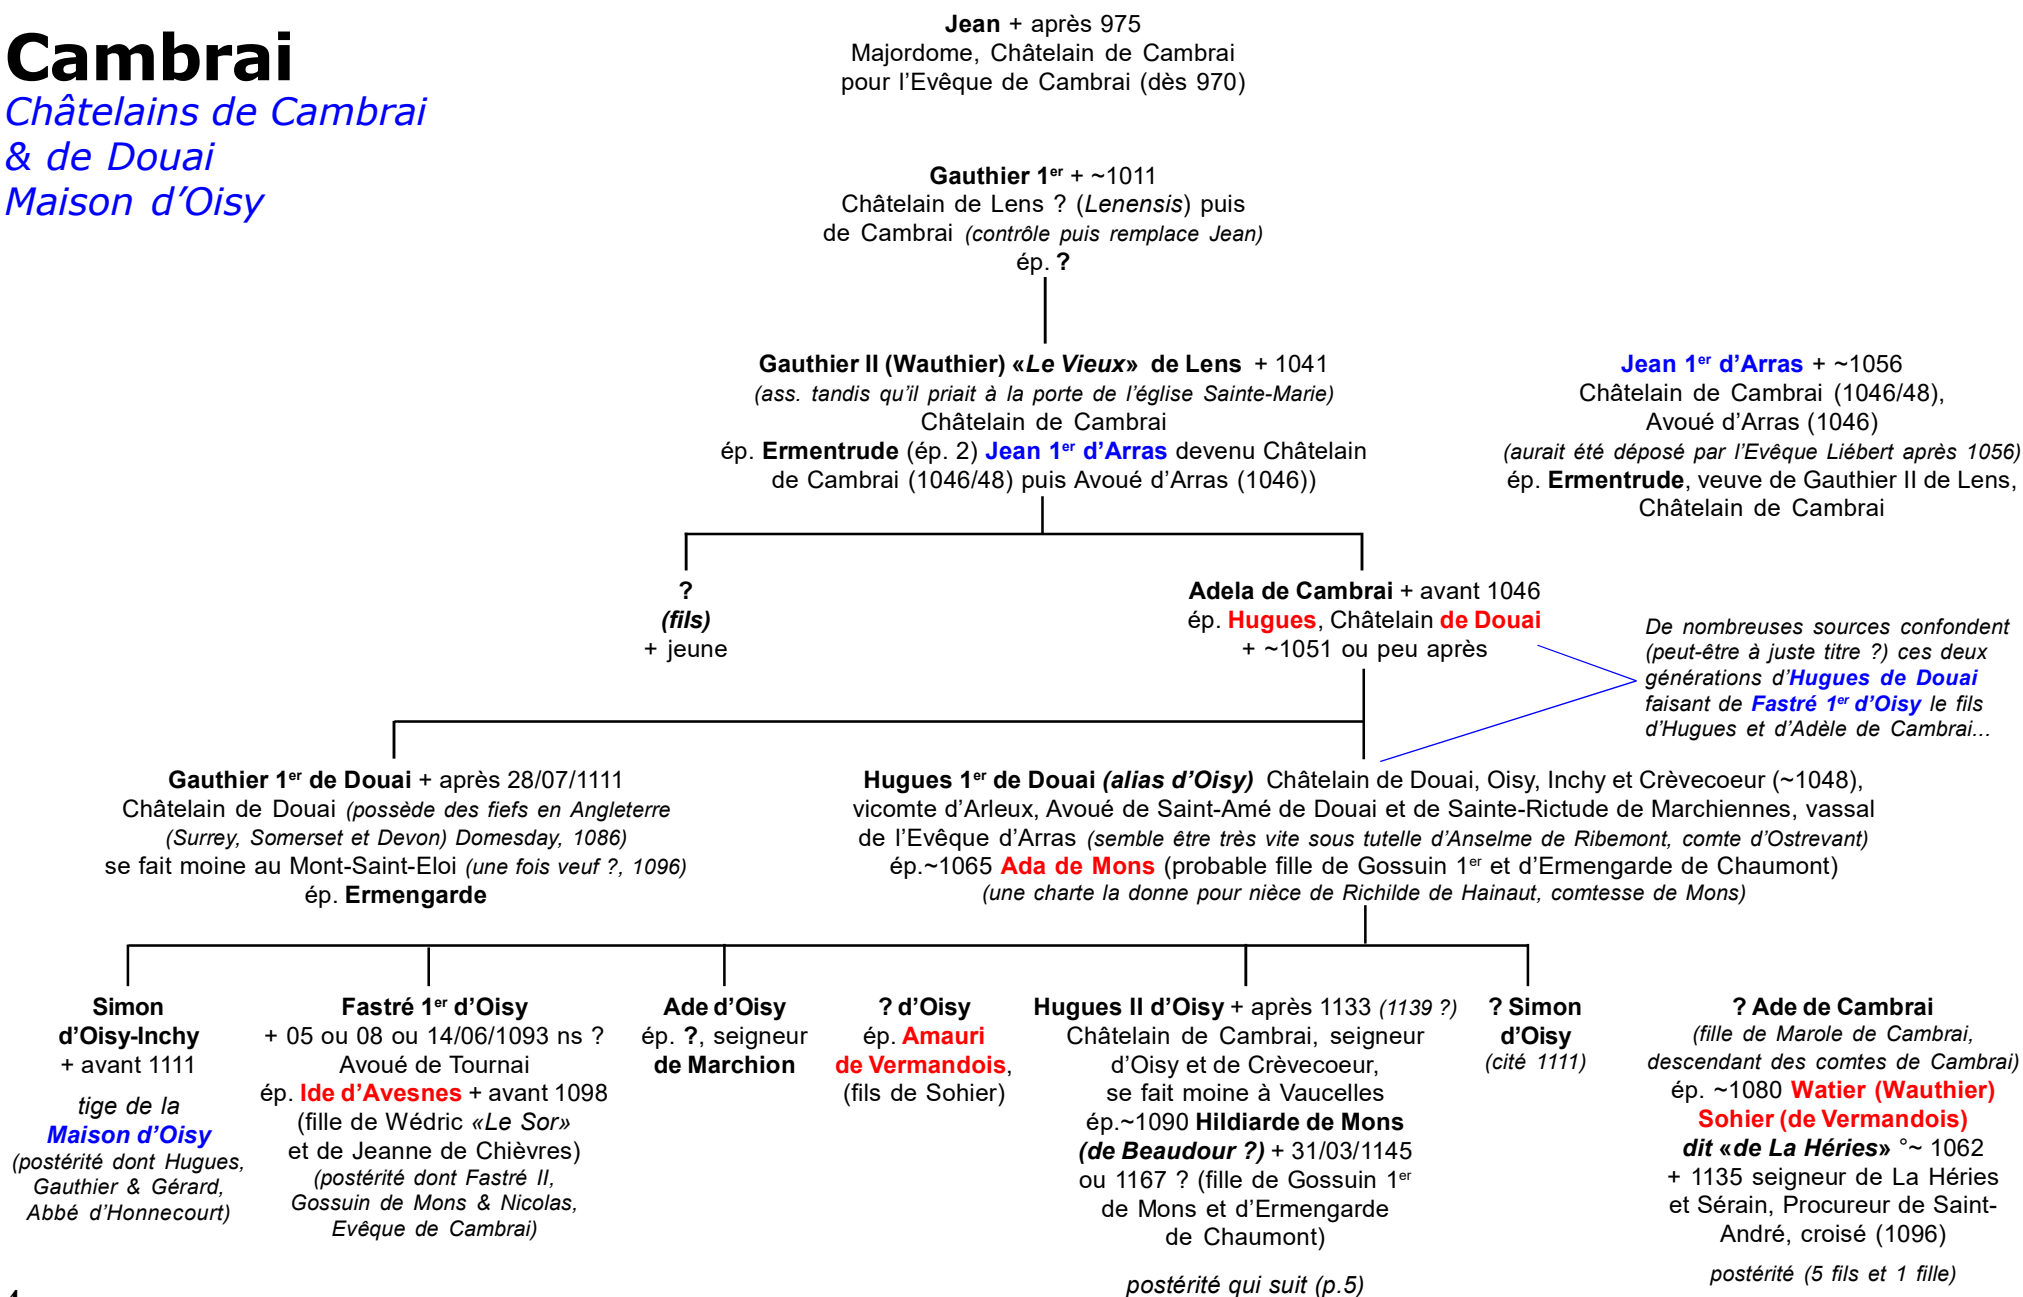 Cambrai
Châtelains de Cambrai
& de Douai
Maison d'Oisy
Jean + après 975
Majordome, Châtelain de Cambrai
pour l'Evêque de Cambrai (dès 970)
Gauthier 1er + ~1011
Châtelain de Lens ? (Lenensis) puis
de Cambrai (contrôle puis remplace Jean)
ép. ?
Gauthier II (Wauthier) «Le Vieux» de Lens + 1041
(ass. tandis qu'il priait à la porte de l'église Sainte-Marie)
Châtelain de Cambrai
ép. Ermentrude (ép. 2) Jean 1er d'Arras devenu Châtelain
de Cambrai (1046/48) puis Avoué d'Arras (1046))
Jean 1er d'Arras + ~1056
Châtelain de Cambrai (1046/48),
Avoué d'Arras (1046)
(aurait été déposé par l'Evêque Liébert après 1056)
ép. Ermentrude, veuve de Gauthier II de Lens,
Châtelain de Cambrai
?
(fils)
+ jeune
Adela de Cambrai + avant 1046
ép. Hugues, Châtelain de Douai
+ ~1051 ou peu après
De nombreuses sources confondent
(peut-être à juste titre ?) ces deux
générations d'Hugues de Douai
faisant de Fastré 1er d'Oisy le fils
d'Hugues et d'Adèle de Cambrai...
Gauthier 1er de Douai + après 28/07/1111
Châtelain de Douai (possède des fiefs en Angleterre
(Surrey, Somerset et Devon) Domesday, 1086)
se fait moine au Mont-Saint-Eloi (une fois veuf ?, 1096)
ép. Ermengarde
Hugues 1er de Douai (alias d'Oisy) Châtelain de Douai, Oisy, Inchy et Crèvecoeur (~1048),
vicomte d'Arleux, Avoué de Saint-Amé de Douai et de Sainte-Rictude de Marchiennes, vassal
de l'Evêque d'Arras (semble être très vite sous tutelle d'Anselme de Ribemont, comte d'Ostrevant)
ép.~1065 Ada de Mons (probable fille de Gossuin 1er et d'Ermengarde de Chaumont)
(une charte la donne pour nièce de Richilde de Hainaut, comtesse de Mons)
Simon
d'Oisy-Inchy
+ avant 1111
tige de la
Maison d'Oisy
(postérité dont Hugues,
Gauthier & Gérard,
Abbé d'Honnecourt)
Fastré 1er d'Oisy
+ 05 ou 08 ou 14/06/1093 ns ?
Avoué de Tournai
ép. Ide d'Avesnes + avant 1098
(fille de Wédric «Le Sor»
et de Jeanne de Chièvres)
(postérité dont Fastré II,
Gossuin de Mons & Nicolas,
Evêque de Cambrai)
Ade d'Oisy
ép. ?, seigneur
de Marchion
? d'Oisy
ép. Amauri
de Vermandois,
(fils de Sohier)
Hugues II d'Oisy + après 1133 (1139 ?)
Châtelain de Cambrai, seigneur
d'Oisy et de Crèvecoeur,
se fait moine à Vaucelles
ép.~1090 Hildiarde de Mons
(de Beaudour ?) + 31/03/1145
ou 1167 ? (fille de Gossuin 1er
de Mons et d'Ermengarde
de Chaumont)
postérité qui suit (p.5)
? Simon
d'Oisy
(cité 1111)
? Ade de Cambrai
(fille de Marole de Cambrai,
descendant des comtes de Cambrai)
ép. ~1080 Watier (Wauthier)
Sohier (de Vermandois)
dit «de La Héries» °~ 1062
+ 1135 seigneur de La Héries
et Sérain, Procureur de Saint-
André, croisé (1096)
postérité (5 fils et 1 fille)